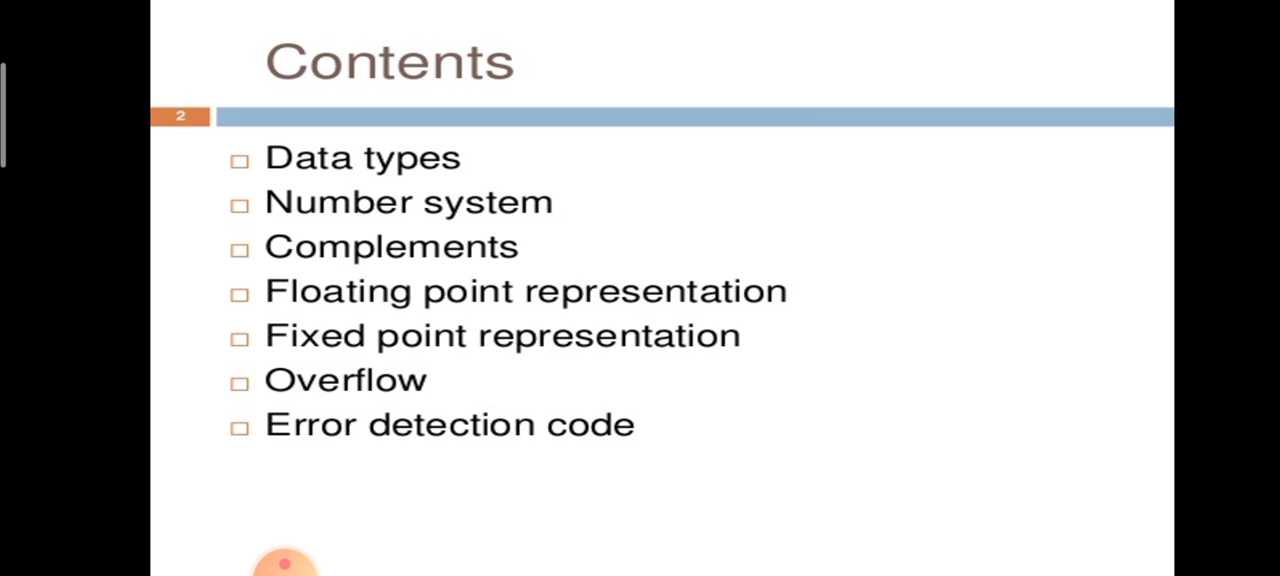 Contents
2
Data types
Number system
Complements
Floating point representation
Fixed point representation
Overflow
Error detection code